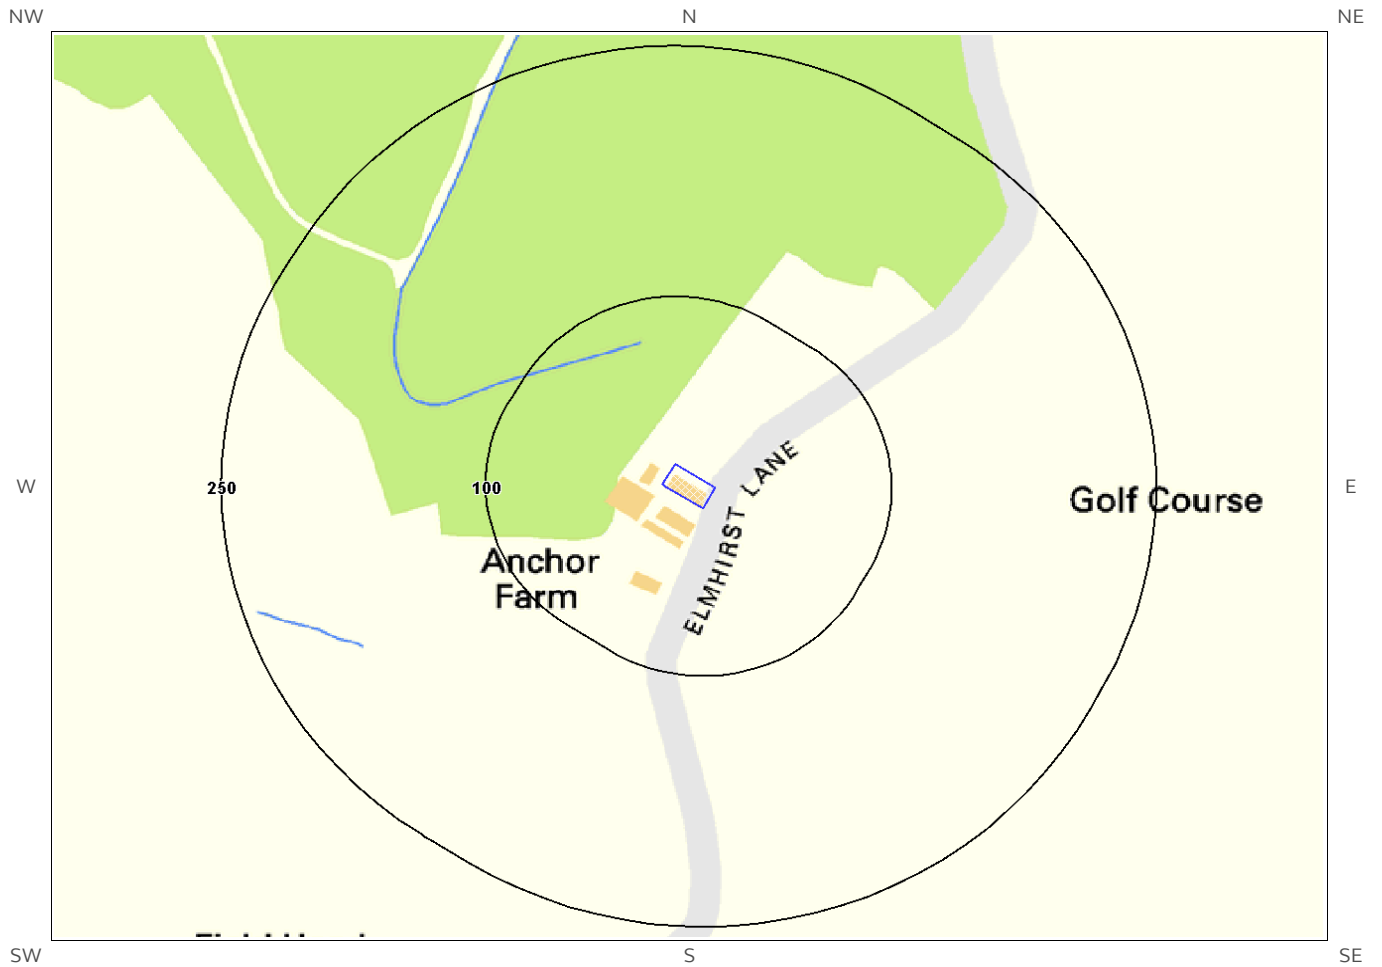 NW N NE
ELMHIRST LANE
W 250 100 E
Golf Course
Anchor
Farm
SW S SE